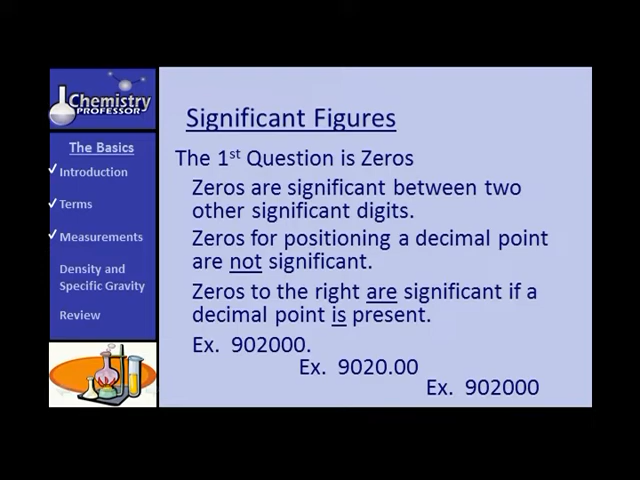 Chemistry
PROFESSOR
The Basics
Introduction
Terms
Measurements
Density and
Specific Gravity
Review
Significant Figures
The 1st Question is Zeros
Zeros are significant between two
other significant digits.
Zeros for positioning a decimal point
are not significant.
Zeros to the right are significant if a
decimal point is present.
Ex. 902000.
Ex. 9020.00
Ex. 902000